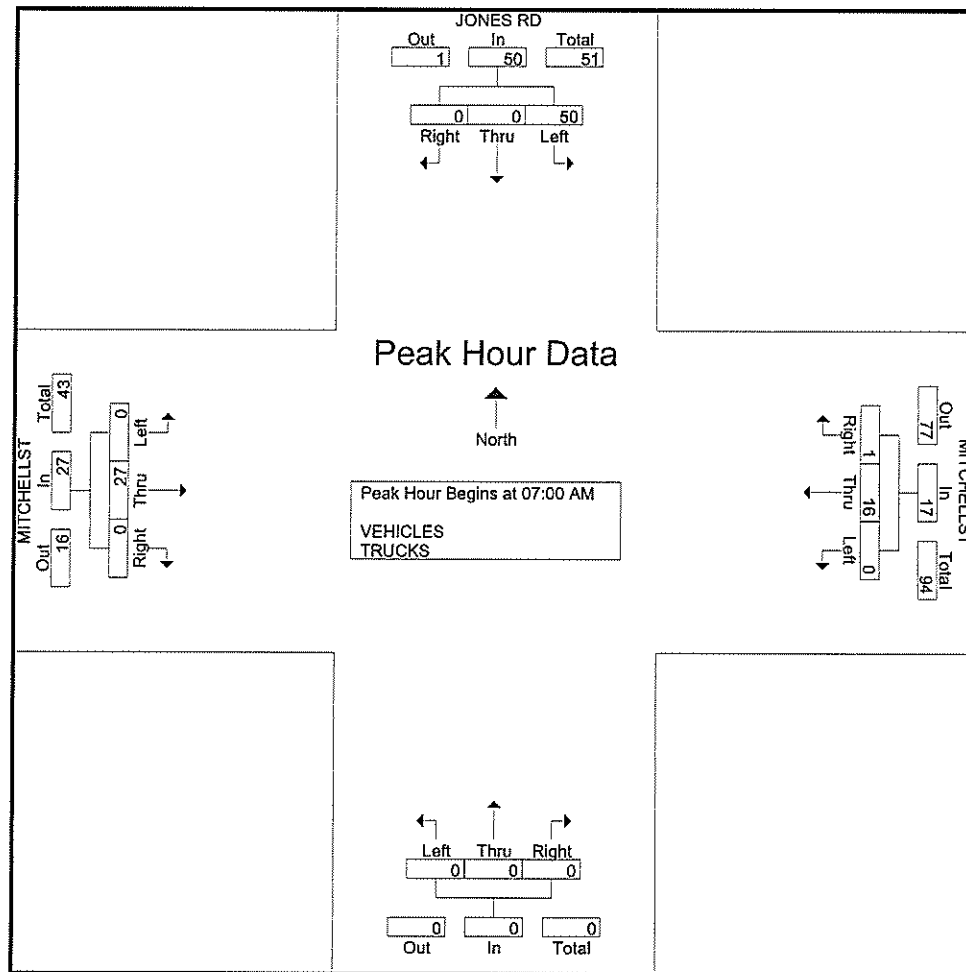 JONES RD
Out In Total
1 50 51
0 0 50
Right Thru Left
Peak Hour Data
North
Peak Hour Begins at 07:00 AM
VEHICLES
TRUCKS
MITCHELLST
Out In Total
16 27 43
Right Thru Left
0 27 0
MITCHELLST
Out In Total
77 17 94
Right Thru Left
1 16 0
Left Thru Right
0 0 0
0 0 0
Out In Total